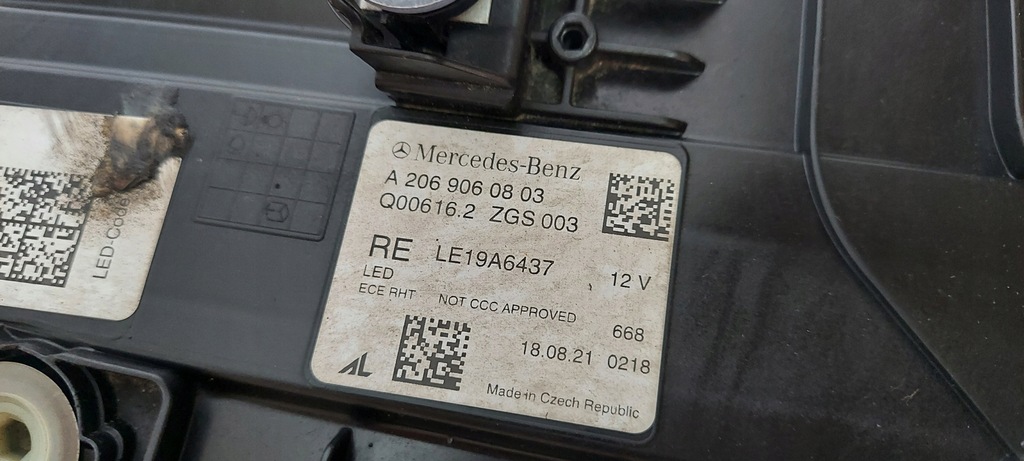 Mercedes-Benz
A 206 906 08 03
Q00616.2 ZGS 003
RE LE19A6437 12 V
LED
ECE RHT NOT CCC APPROVED 668
18.08.21 0218
AL
Made in Czech Republic